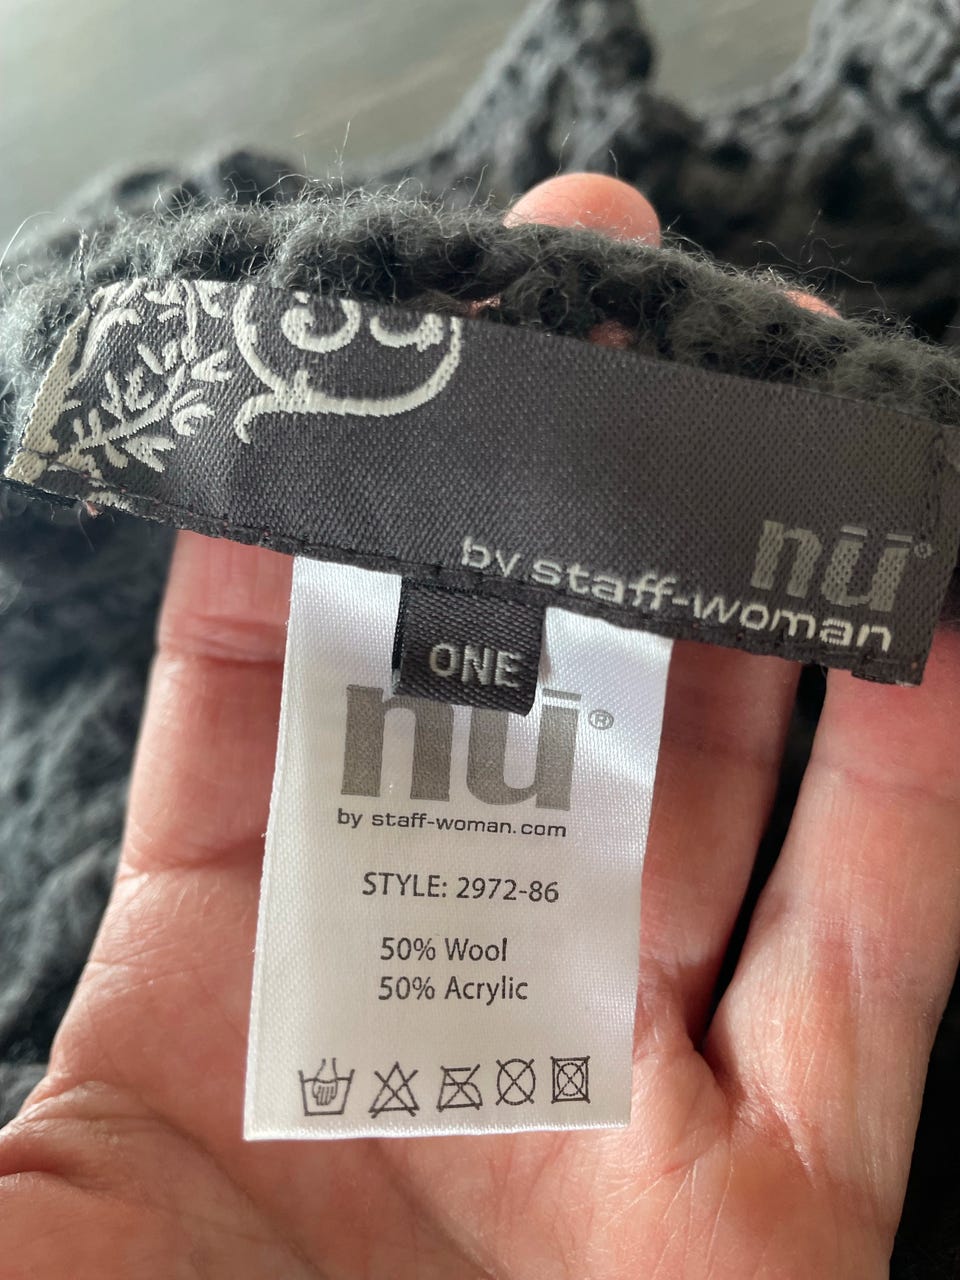 nū®
by staff-woman
ONE
nū®
by staff-woman.com
STYLE: 2972-86
50% Wool
50% Acrylic